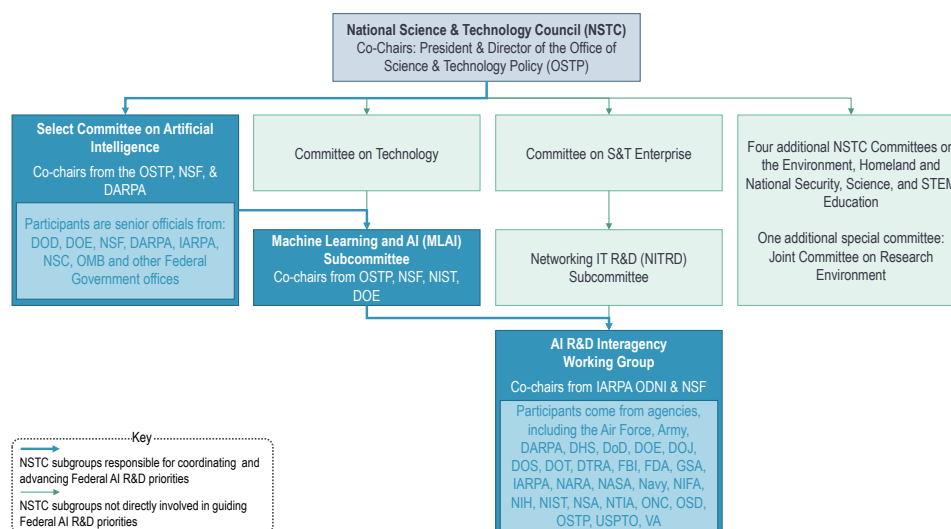 National Science & Technology Council (NSTC)
Co-Chairs: President & Director of the Office of
Science & Technology Policy (OSTP)
Select Committee on Artificial
Intelligence
Co-chairs from the OSTP, NSF, &
DARPA
Participants are senior officials from:
DOD, DOE, NSF, DARPA, IARPA,
NSC, OMB and other Federal
Government offices
Committee on Technology
Committee on S&T Enterprise
Four additional NSTC Committees on
the Environment, Homeland and
National Security, Science, and STEM
Education
One additional special committee:
Joint Committee on Research
Environment
Machine Learning and AI (MLAI)
Subcommittee
Co-chairs from OSTP, NSF, NIST,
DOE
Networking IT R&D (NITRD)
Subcommittee
AI R&D Interagency
Working Group
Co-chairs from IARPA ODNI & NSF
Participants come from agencies,
including the Air Force, Army,
DARPA, DHS, DoD, DOE, DOJ,
DOS, DOT, DTRA, FBI, FDA, GSA,
IARPA, NARA, NASA, Navy, NIFA,
NIH, NIST, NSA, NTIA, ONC, OSD,
OSTP, USPTO, VA
Key
NSTC subgroups responsible for coordinating and
advancing Federal AI R&D priorities
NSTC subgroups not directly involved in guiding
Federal AI R&D priorities